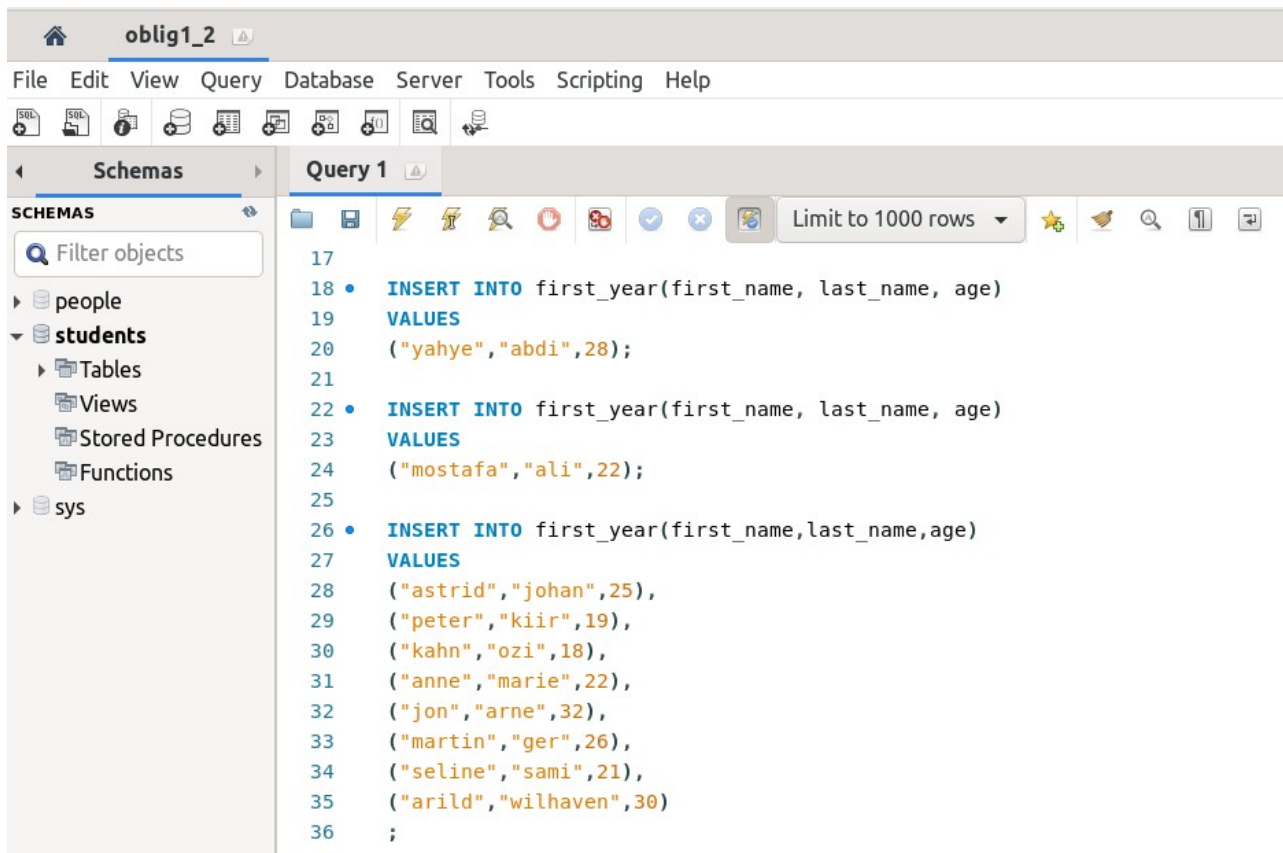 oblig1_2
File Edit View Query Database Server Tools Scripting Help
Schemas
Query 1
SCHEMAS
Limit to 1000 rows
Filter objects
people
students
Tables
Views
Stored Procedures
Functions
sys
17
18 INSERT INTO first_year(first_name, last_name, age)
19 VALUES
20 ("yahye","abdi",28);
21
22 INSERT INTO first_year(first_name, last_name, age)
23 VALUES
24 ("mostafa","ali",22);
25
26 INSERT INTO first_year(first_name,last_name,age)
27 VALUES
28 ("astrid","johan",25),
29 ("peter","kiir",19),
30 ("kahn","ozi",18),
31 ("anne","marie",22),
32 ("jon","arne",32),
33 ("martin","ger",26),
34 ("seline","sami",21),
35 ("arild","wilhaven",30)
36 ;